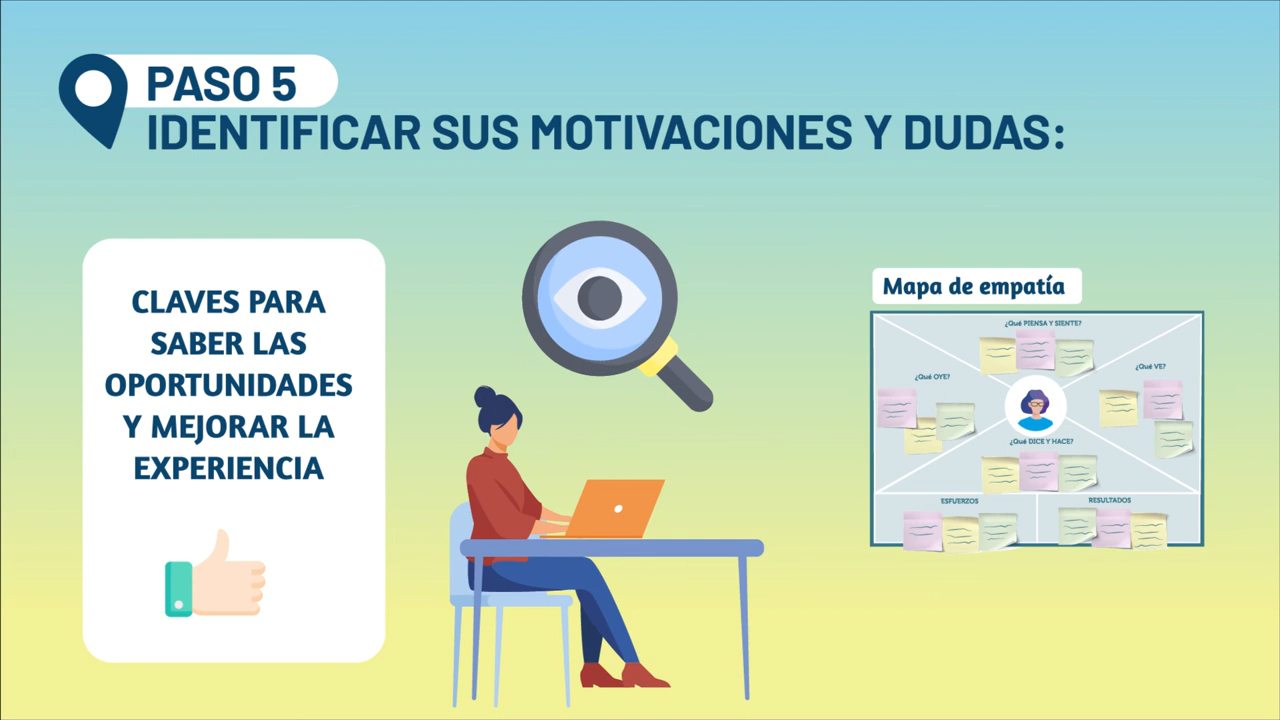 PASO 5
IDENTIFICAR SUS MOTIVACIONES Y DUDAS:
CLAVES PARA
SABER LAS
OPORTUNIDADES
Y MEJORAR LA
EXPERIENCIA
Mapa de empatía
¿Qué PIENSA Y SIENTE?
¿Qué OYE?
¿Qué VE?
¿Qué DICE Y HACE?
ESFUERZOS
RESULTADOS